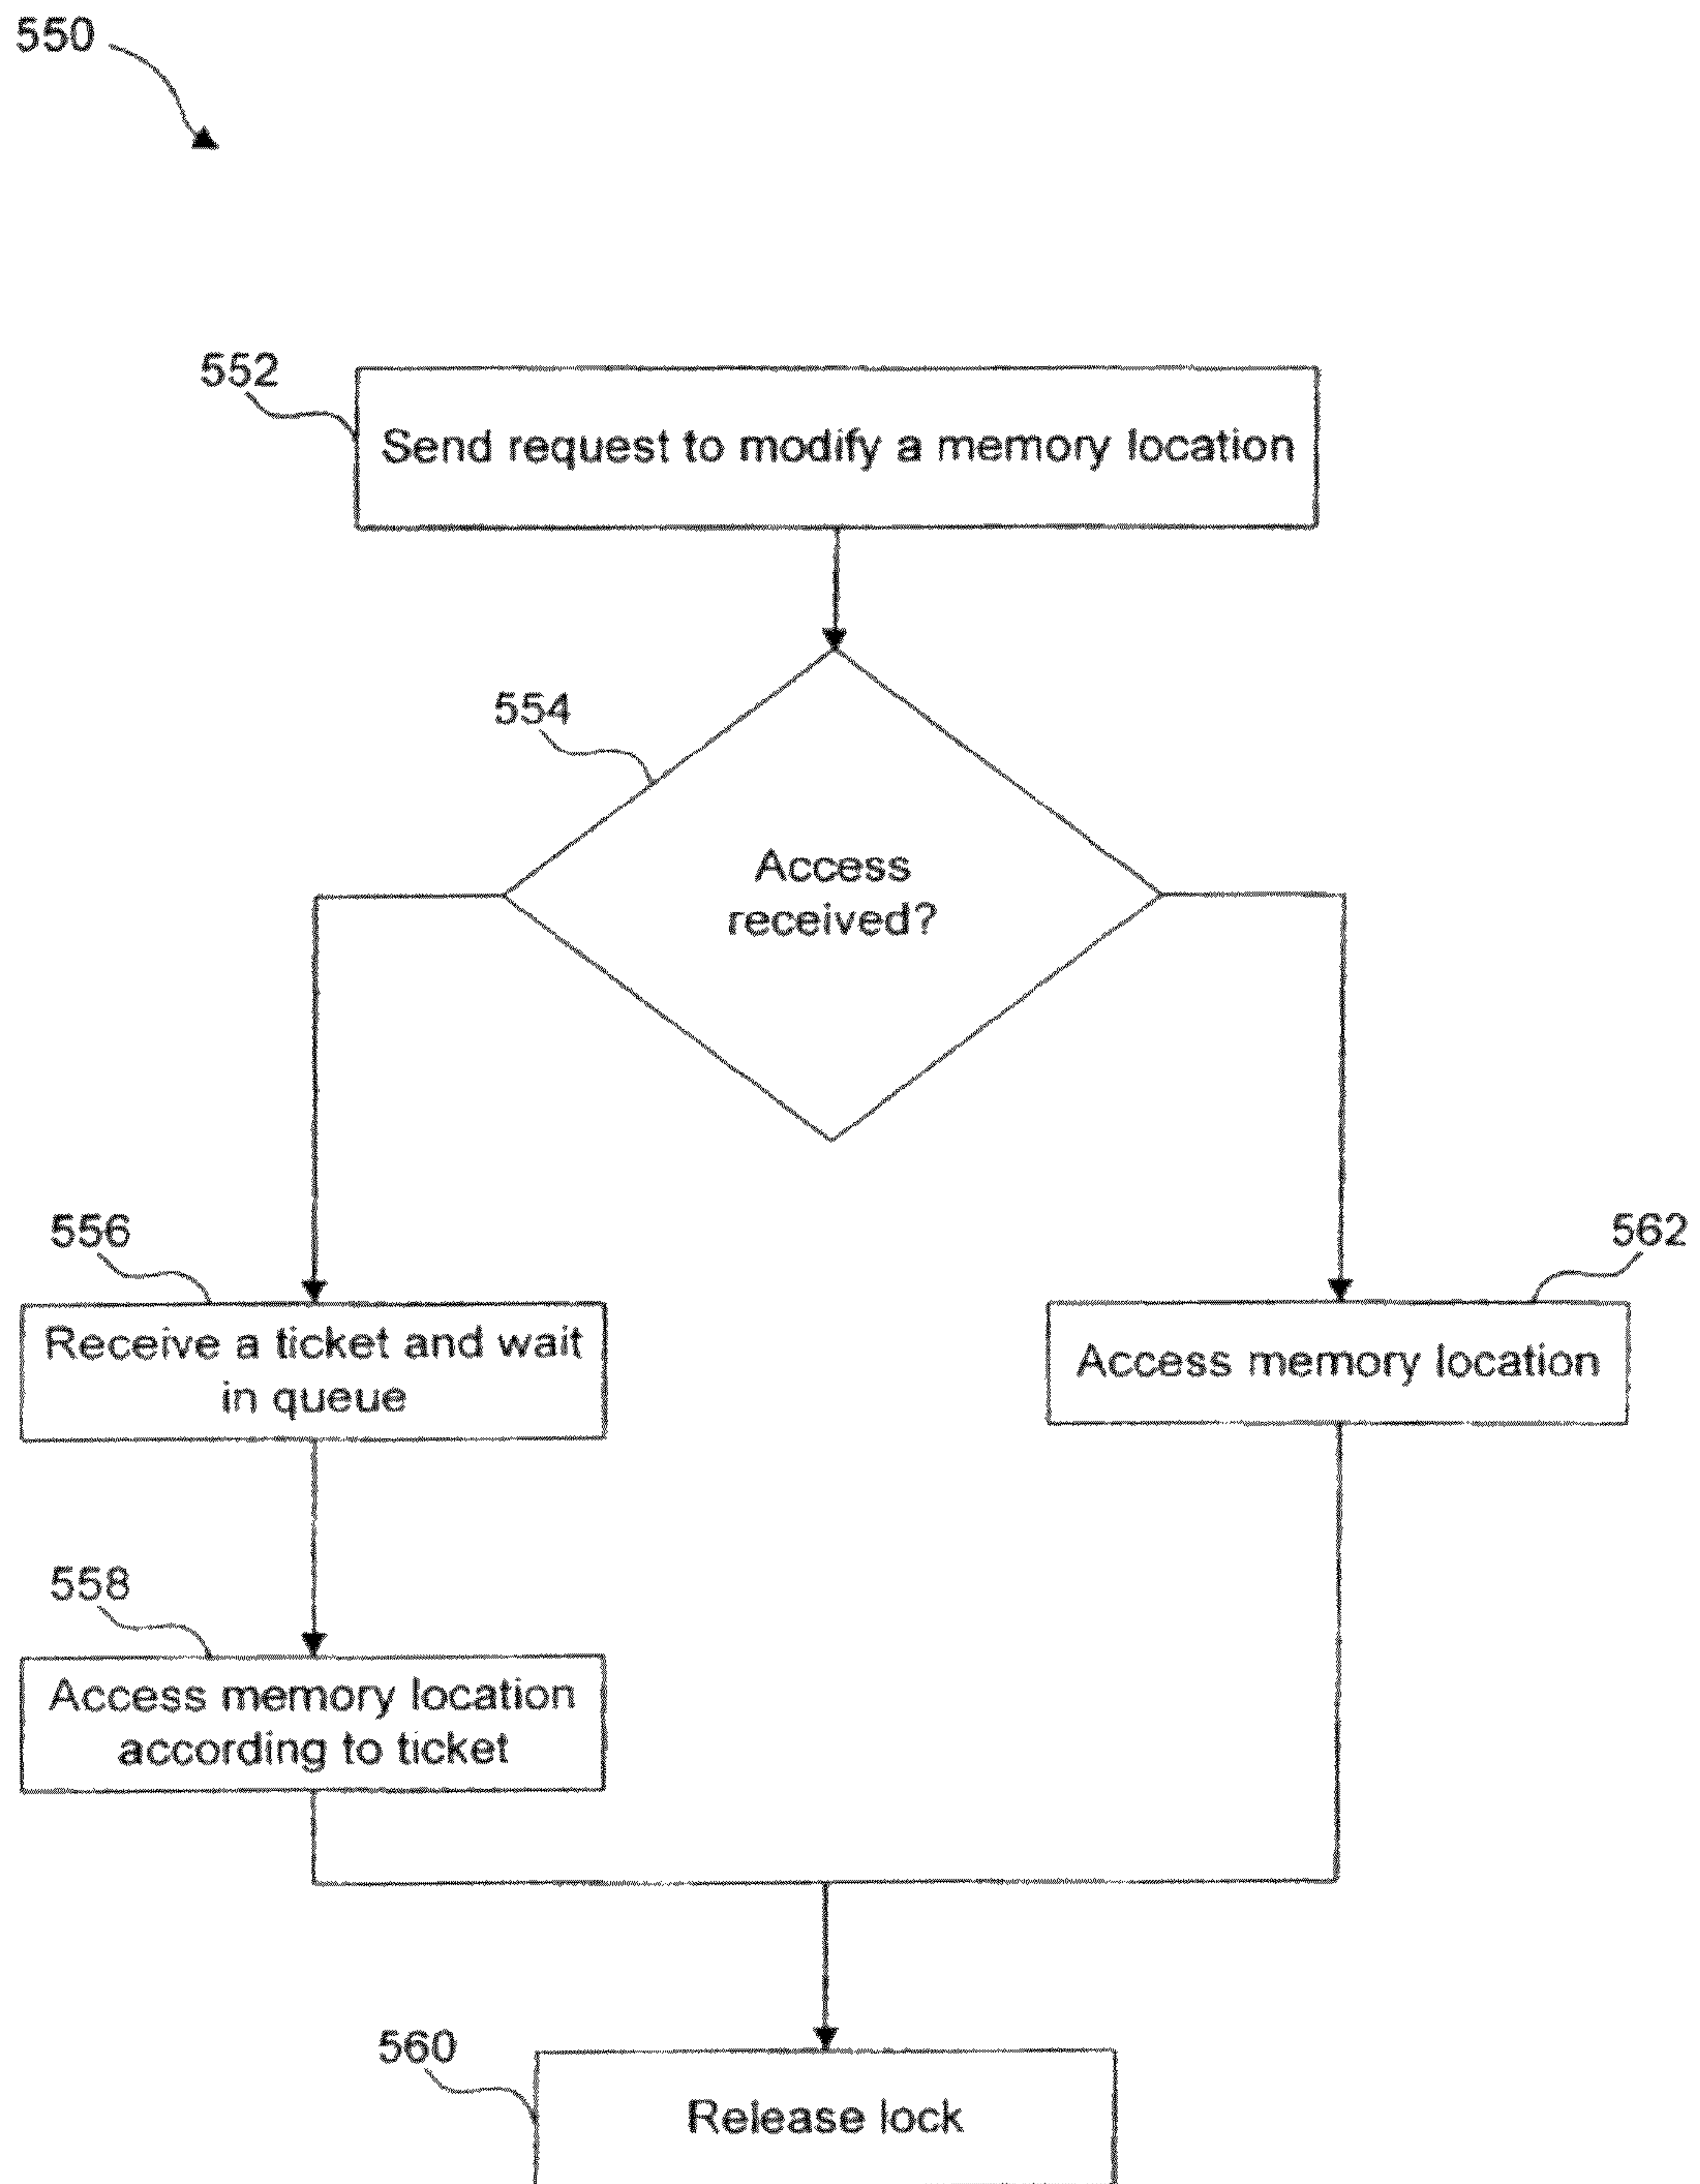 550
552
Send request to modify a memory location
554
Access
received?
556
562
Receive a ticket and wait
in queue
Access memory location
558
Access memory location
according to ticket
560
Release lock